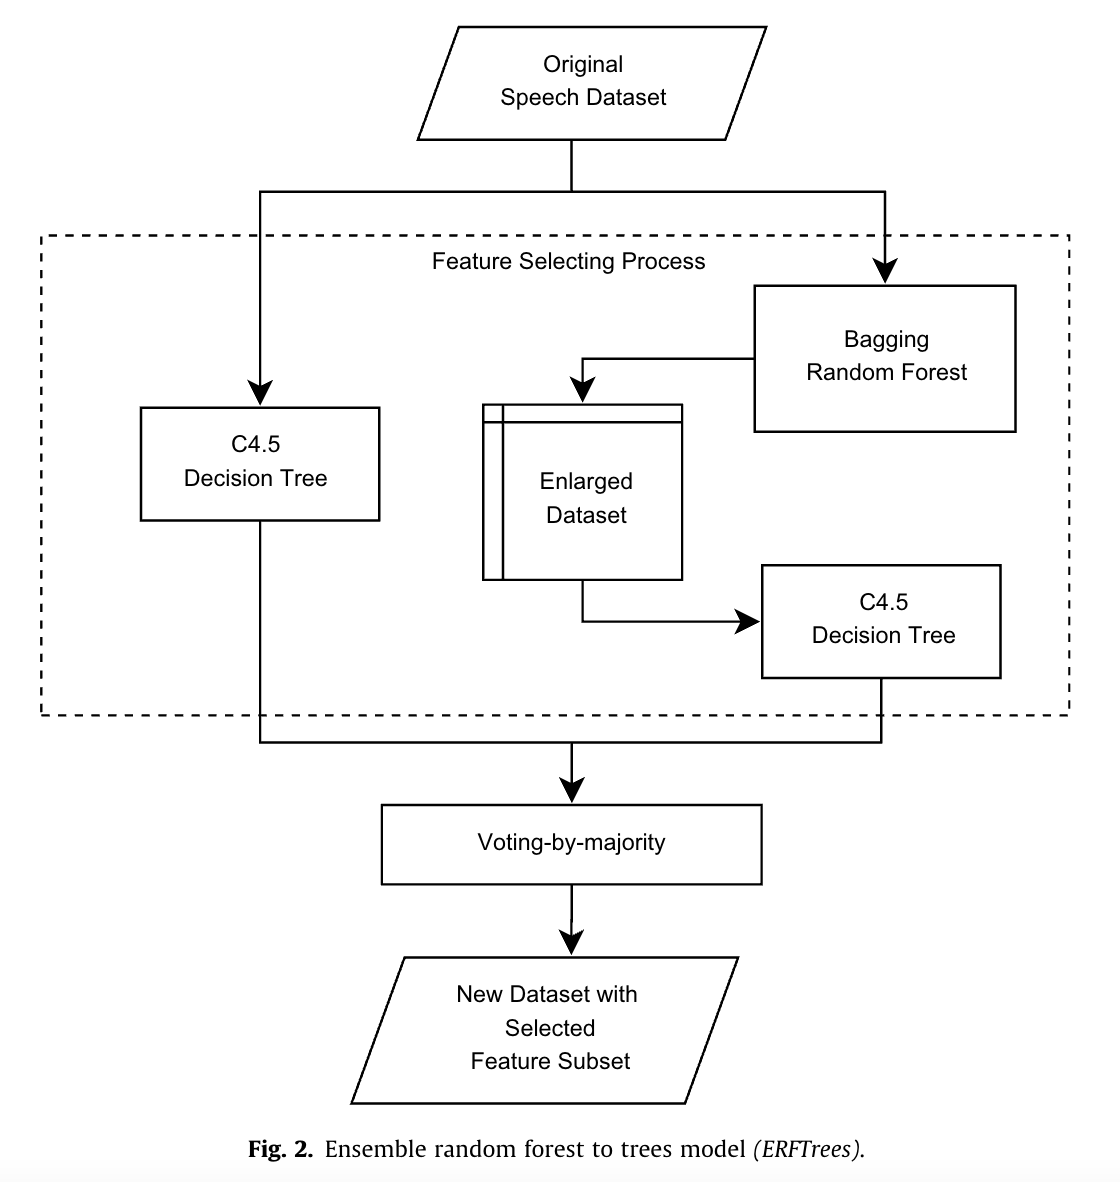 Original
Speech Dataset
Feature Selecting Process
Bagging
Random Forest
C4.5
Decision Tree
Enlarged
Dataset
C4.5
Decision Tree
Voting-by-majority
New Dataset with
Selected
Feature Subset
Fig. 2. Ensemble random forest to trees model (ERFTrees).